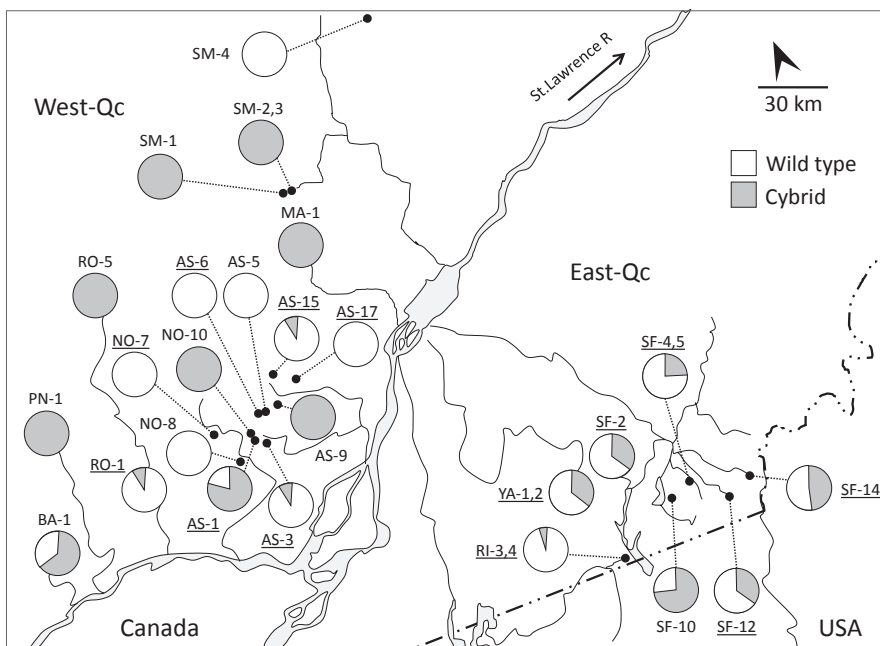 SM-4
St.Lawrence R
30 km
West-Qc
SM-2,3
SM-1
Wild type
Cybrid
MA-1
RO-5
AS-6
AS-5
East-Qc
AS-15
AS-17
NO-7
NO-10
SF-4,5
PN-1
NO-8
SF-2
AS-9
RO-1
YA-1,2
SF-14
AS-1
BA-1
AS-3
RI-3,4
Canada
SF-10
SF-12
USA